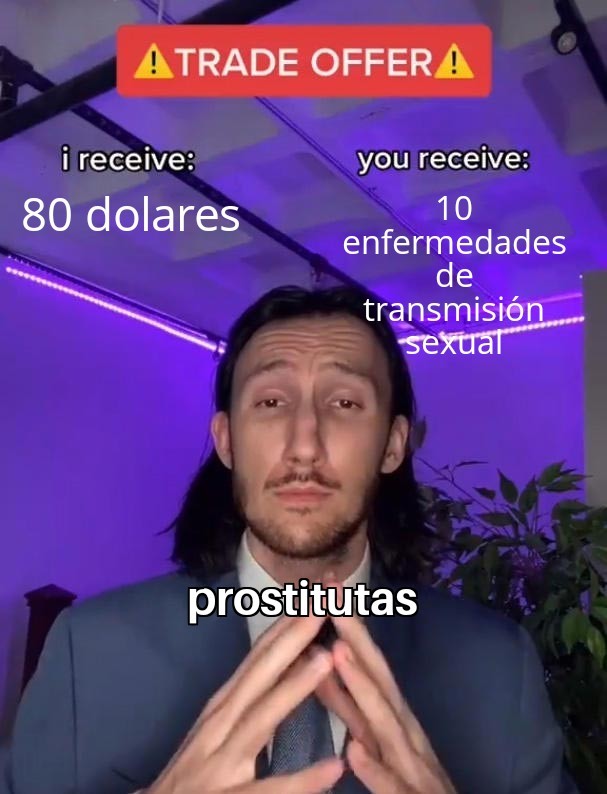 ⚠️TRADE OFFER⚠️
i receive:
you receive:
80 dolares
10
enfermedades
de
transmisión
sexual
prostitutas